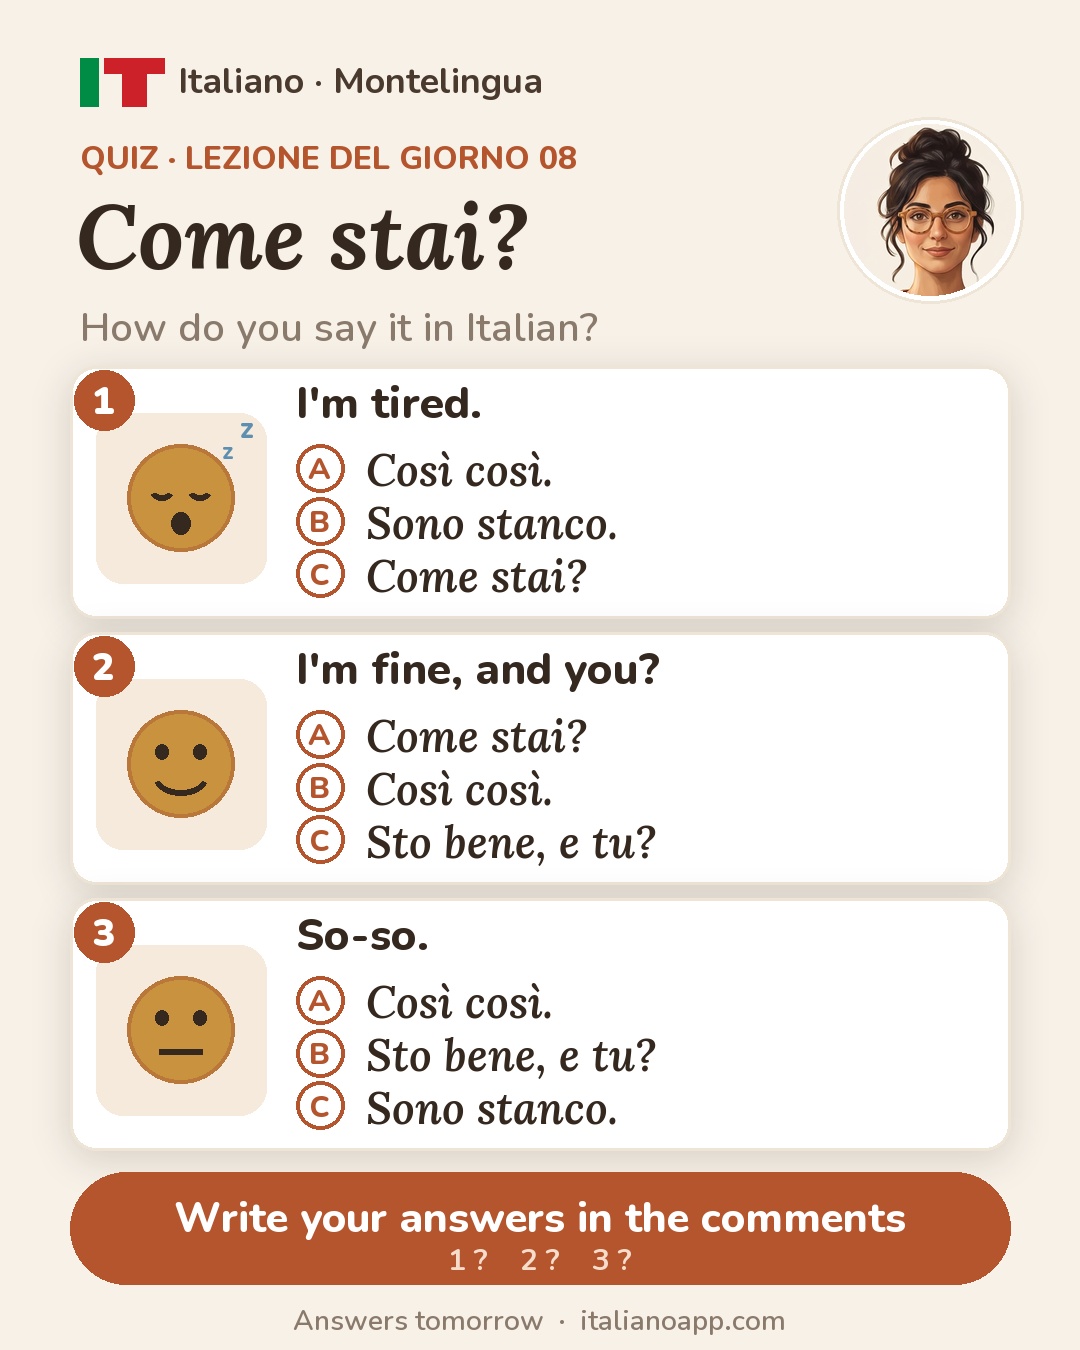 IT Italiano · Montelingua
QUIZ · LEZIONE DEL GIORNO 08
Come stai?
How do you say it in Italian?
1 I'm tired.
z
z
A Così così.
B Sono stanco.
C Come stai?
2 I'm fine, and you?
A Come stai?
B Così così.
C Sto bene, e tu?
3 So-so.
A Così così.
B Sto bene, e tu?
C Sono stanco.
Write your answers in the comments
1 ? 2 ? 3 ?
Answers tomorrow · italianoapp.com